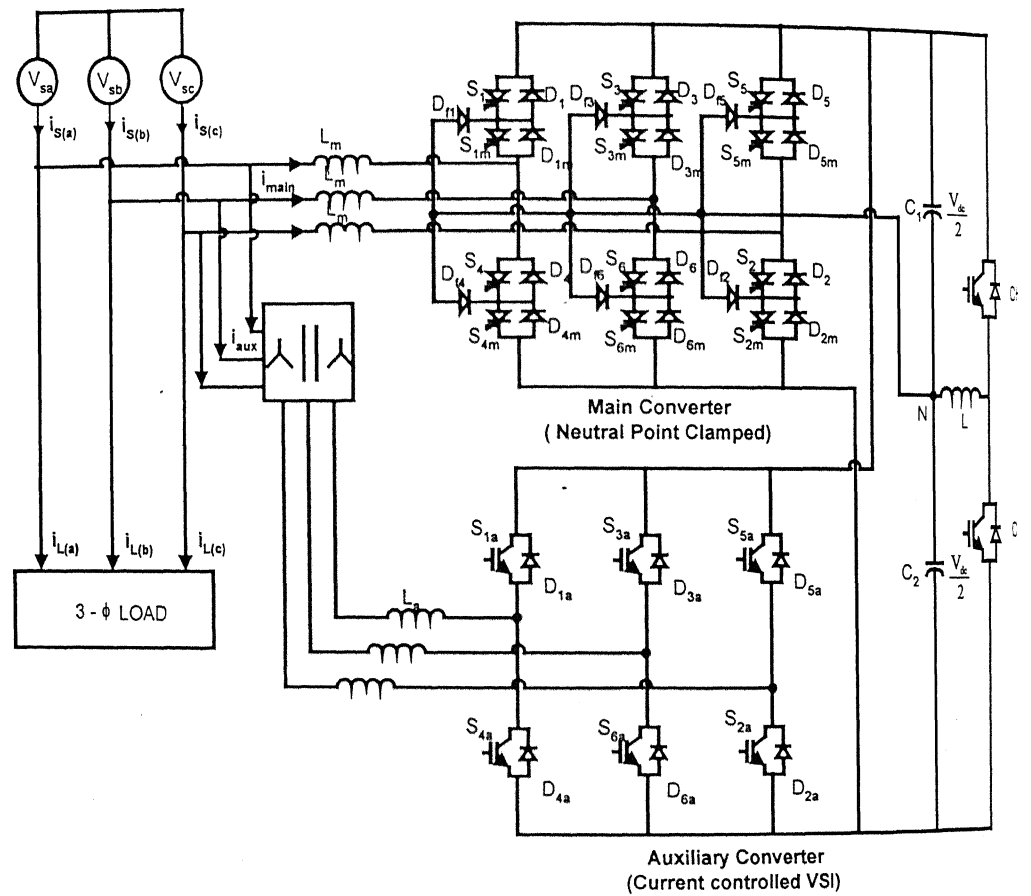 Vsa Vsb Vsc
iS(a) iS(b) iS(c)
Lm
imain
Lm
Lm
iaux
S1 D1 S3 D3 S5 D5
Df1 Df3 Df5
S1m D1m S3m D3m S5m D5m
S4 D4 S6 D6 S2 D2
Df4 Df6 Df2
S4m D4m S6m D6m S2m D2m
C1 Vdc/2
N L
C2 Vdc/2
Main Converter
( Neutral Point Clamped)
iL(a) iL(b) iL(c)
3 - ϕ LOAD
La
S1a S3a S5a
D1a D3a D5a
S4a S6a S2a
D4a D6a D2a
Auxiliary Converter
(Current controlled VSI)